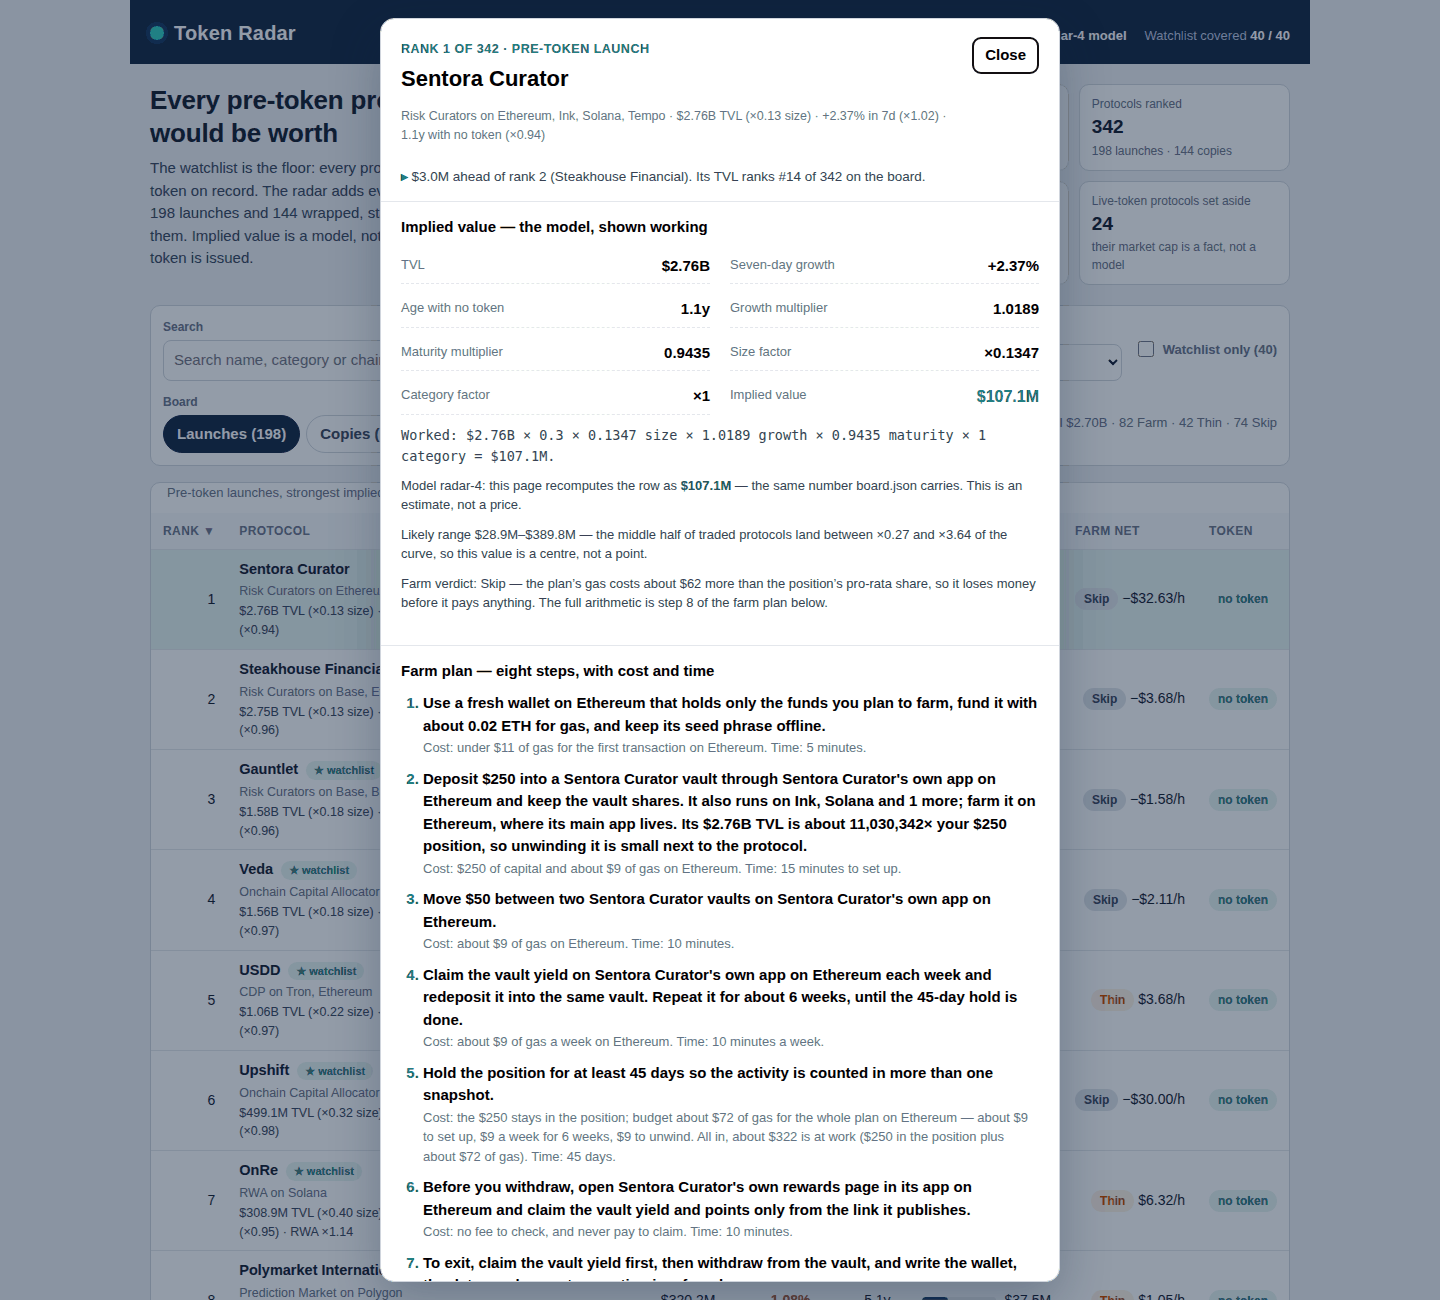 Token Radar
ar-4 model
Watchlist covered 40 / 40
Every pre-token pr
would be worth
The watchlist is the floor: every pro
token on record. The radar adds ev
198 launches and 144 wrapped, st
them. Implied value is a model, not
token is issued.
Protocols ranked
342
198 launches · 144 copies
Live-token protocols set aside
24
their market cap is a fact, not a
model
Search
Search name, category or chai
Watchlist only (40)
Board
Launches (198)
Copies (
$2.70B · 82 Farm · 42 Thin · 74 Skip
Pre-token launches, strongest implied
RANK ▼ PROTOCOL FARM NET TOKEN
1
Sentora Curator
Risk Curators on Ethereu
$2.76B TVL (×0.13 size) ·
(×0.94)
Skip −$32.63/h no token
2
Steakhouse Financia
Risk Curators on Base, E
$2.75B TVL (×0.13 size) ·
(×0.96)
Skip −$3.68/h no token
3
Gauntlet ★ watchlist
Risk Curators on Base, B
$1.58B TVL (×0.18 size) ·
(×0.96)
Skip −$1.58/h no token
4
Veda ★ watchlist
Onchain Capital Allocator
$1.56B TVL (×0.18 size) ·
(×0.97)
Skip −$2.11/h no token
5
USDD ★ watchlist
CDP on Tron, Ethereum
$1.06B TVL (×0.22 size) ·
(×0.97)
Thin $3.68/h no token
6
Upshift ★ watchlist
Onchain Capital Allocator
$499.1M TVL (×0.32 size)
(×0.98)
Skip −$30.00/h no token
7
OnRe ★ watchlist
RWA on Solana
$308.9M TVL (×0.40 size)
(×0.95) · RWA ×1.14
Thin $6.32/h no token
8
Polymarket Internati
Prediction Market on Polygon
$320.2M 1.08% 5.1y $37.5M
Thin $1.05/h no token
RANK 1 OF 342 · PRE-TOKEN LAUNCH
Close
Sentora Curator
Risk Curators on Ethereum, Ink, Solana, Tempo · $2.76B TVL (×0.13 size) · +2.37% in 7d (×1.02) ·
1.1y with no token (×0.94)
▸ $3.0M ahead of rank 2 (Steakhouse Financial). Its TVL ranks #14 of 342 on the board.
Implied value — the model, shown working
TVL $2.76B
Seven-day growth +2.37%
Age with no token 1.1y
Growth multiplier 1.0189
Maturity multiplier 0.9435
Size factor ×0.1347
Category factor ×1
Implied value $107.1M
Worked: $2.76B × 0.3 × 0.1347 size × 1.0189 growth × 0.9435 maturity × 1
category = $107.1M.
Model radar-4: this page recomputes the row as $107.1M — the same number board.json carries. This is an
estimate, not a price.
Likely range $28.9M–$389.8M — the middle half of traded protocols land between ×0.27 and ×3.64 of the
curve, so this value is a centre, not a point.
Farm verdict: Skip — the plan's gas costs about $62 more than the position's pro-rata share, so it loses money
before it pays anything. The full arithmetic is step 8 of the farm plan below.
Farm plan — eight steps, with cost and time
1. Use a fresh wallet on Ethereum that holds only the funds you plan to farm, fund it with
about 0.02 ETH for gas, and keep its seed phrase offline.
Cost: under $11 of gas for the first transaction on Ethereum. Time: 5 minutes.
2. Deposit $250 into a Sentora Curator vault through Sentora Curator's own app on
Ethereum and keep the vault shares. It also runs on Ink, Solana and 1 more; farm it on
Ethereum, where its main app lives. Its $2.76B TVL is about 11,030,342× your $250
position, so unwinding it is small next to the protocol.
Cost: $250 of capital and about $9 of gas on Ethereum. Time: 15 minutes to set up.
3. Move $50 between two Sentora Curator vaults on Sentora Curator's own app on
Ethereum.
Cost: about $9 of gas on Ethereum. Time: 10 minutes.
4. Claim the vault yield on Sentora Curator's own app on Ethereum each week and
redeposit it into the same vault. Repeat it for about 6 weeks, until the 45-day hold is
done.
Cost: about $9 of gas a week on Ethereum. Time: 10 minutes a week.
5. Hold the position for at least 45 days so the activity is counted in more than one
snapshot.
Cost: the $250 stays in the position; budget about $72 of gas for the whole plan on Ethereum — about $9
to set up, $9 a week for 6 weeks, $9 to unwind. All in, about $322 is at work ($250 in the position plus
about $72 of gas). Time: 45 days.
6. Before you withdraw, open Sentora Curator's own rewards page in its app on
Ethereum and claim the vault yield and points only from the link it publishes.
Cost: no fee to check, and never pay to claim. Time: 10 minutes.
7. To exit, claim the vault yield first, then withdraw from the vault, and write the wallet,